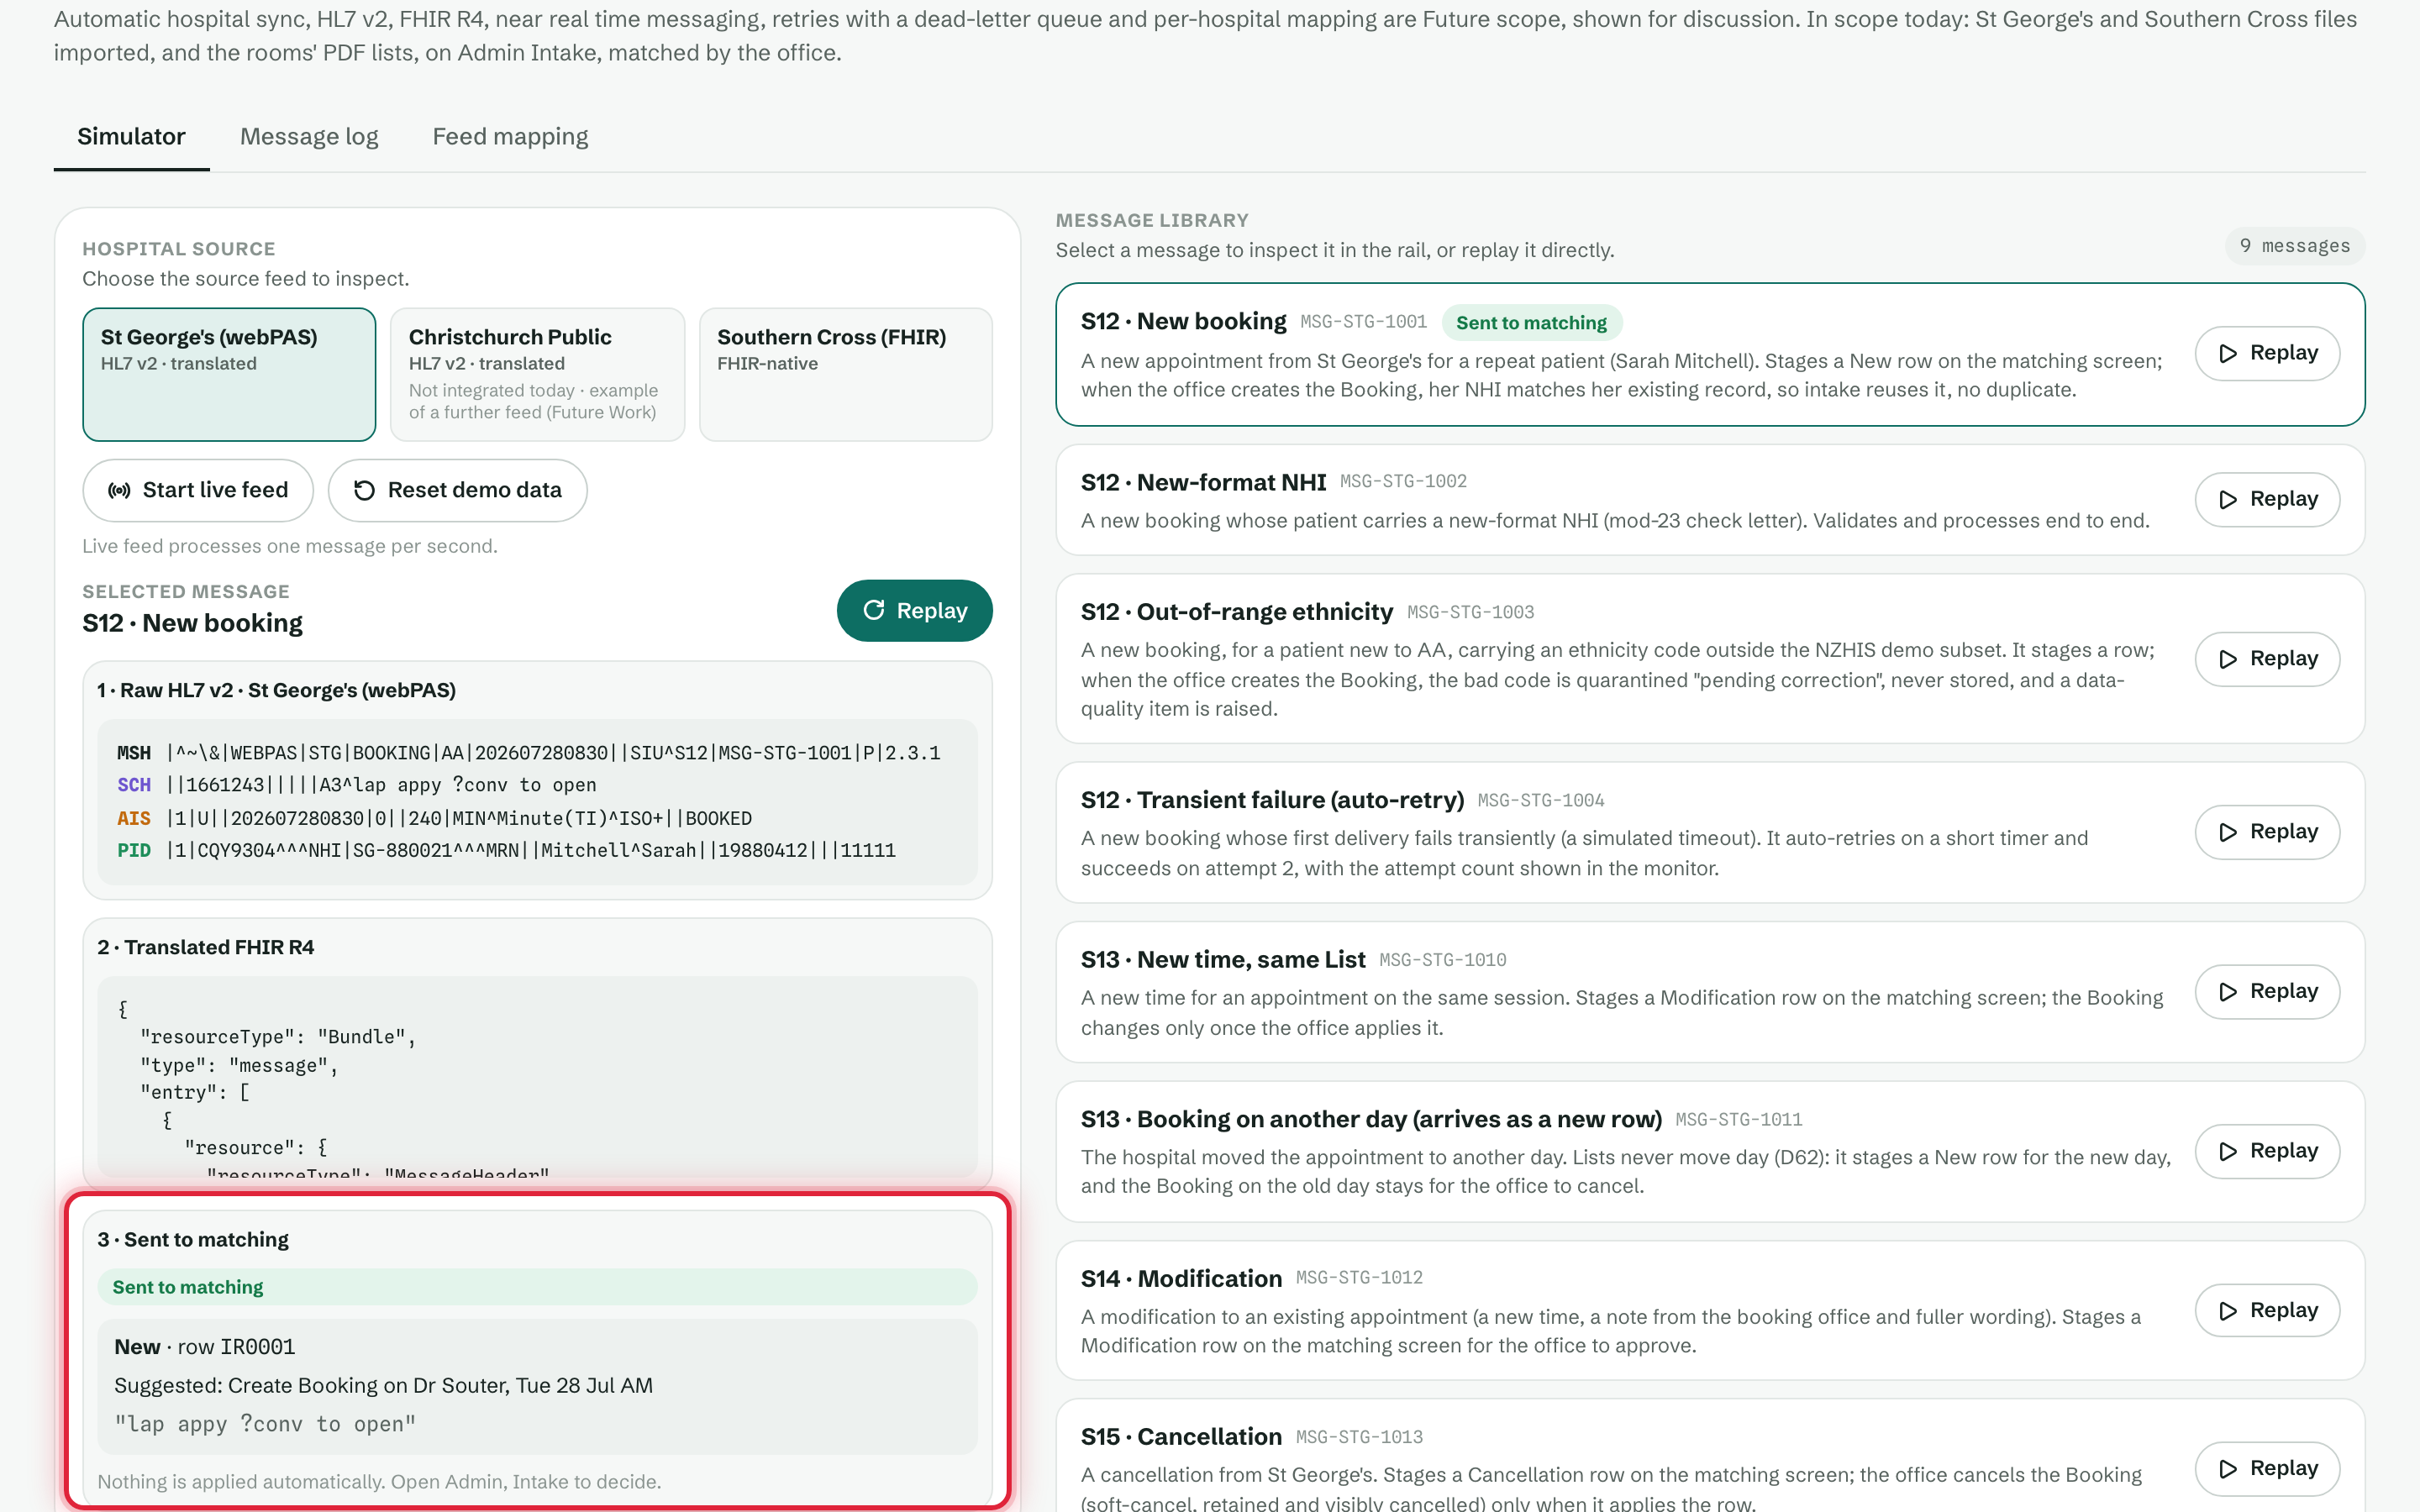 Automatic hospital sync, HL7 v2, FHIR R4, near real time messaging, retries with a dead-letter queue and per-hospital mapping are Future scope, shown for discussion. In scope today: St George's and Southern Cross files
imported, and the rooms' PDF lists, on Admin Intake, matched by the office.
Simulator
Message log
Feed mapping
HOSPITAL SOURCE
Choose the source feed to inspect.
St George's (webPAS)
HL7 v2 · translated
Christchurch Public
HL7 v2 · translated
Not integrated today · example
of a further feed (Future Work)
Southern Cross (FHIR)
FHIR-native
Start live feed
Reset demo data
Live feed processes one message per second.
SELECTED MESSAGE
S12 · New booking
Replay
1 · Raw HL7 v2 · St George's (webPAS)
MSH |^~\&|WEBPAS|STG|BOOKING|AA|202607280830||SIU^S12|MSG-STG-1001|P|2.3.1
SCH ||1661243|||||A3^lap appy ?conv to open
AIS |1|U||202607280830|0||240|MIN^Minute(TI)^ISO+||BOOKED
PID |1|CQY9304^^^NHI|SG-880021^^^MRN||Mitchell^Sarah||19880412|||11111
2 · Translated FHIR R4
{
"resourceType": "Bundle",
"type": "message",
"entry": [
{
"resource": {
"resourceType": "MessageHeader"
3 · Sent to matching
Sent to matching
New · row IR0001
Suggested: Create Booking on Dr Souter, Tue 28 Jul AM
"lap appy ?conv to open"
Nothing is applied automatically. Open Admin, Intake to decide.
MESSAGE LIBRARY
Select a message to inspect it in the rail, or replay it directly.
9 messages
S12 · New booking MSG-STG-1001 Sent to matching
A new appointment from St George's for a repeat patient (Sarah Mitchell). Stages a New row on the matching screen;
when the office creates the Booking, her NHI matches her existing record, so intake reuses it, no duplicate.
Replay
S12 · New-format NHI MSG-STG-1002
A new booking whose patient carries a new-format NHI (mod-23 check letter). Validates and processes end to end.
Replay
S12 · Out-of-range ethnicity MSG-STG-1003
A new booking, for a patient new to AA, carrying an ethnicity code outside the NZHIS demo subset. It stages a row;
when the office creates the Booking, the bad code is quarantined "pending correction", never stored, and a data-
quality item is raised.
Replay
S12 · Transient failure (auto-retry) MSG-STG-1004
A new booking whose first delivery fails transiently (a simulated timeout). It auto-retries on a short timer and
succeeds on attempt 2, with the attempt count shown in the monitor.
Replay
S13 · New time, same List MSG-STG-1010
A new time for an appointment on the same session. Stages a Modification row on the matching screen; the Booking
changes only once the office applies it.
Replay
S13 · Booking on another day (arrives as a new row) MSG-STG-1011
The hospital moved the appointment to another day. Lists never move day (D62): it stages a New row for the new day,
and the Booking on the old day stays for the office to cancel.
Replay
S14 · Modification MSG-STG-1012
A modification to an existing appointment (a new time, a note from the booking office and fuller wording). Stages a
Modification row on the matching screen for the office to approve.
Replay
S15 · Cancellation MSG-STG-1013
A cancellation from St George's. Stages a Cancellation row on the matching screen; the office cancels the Booking
(soft-cancel, retained and visibly cancelled) only when it applies the row.
Replay